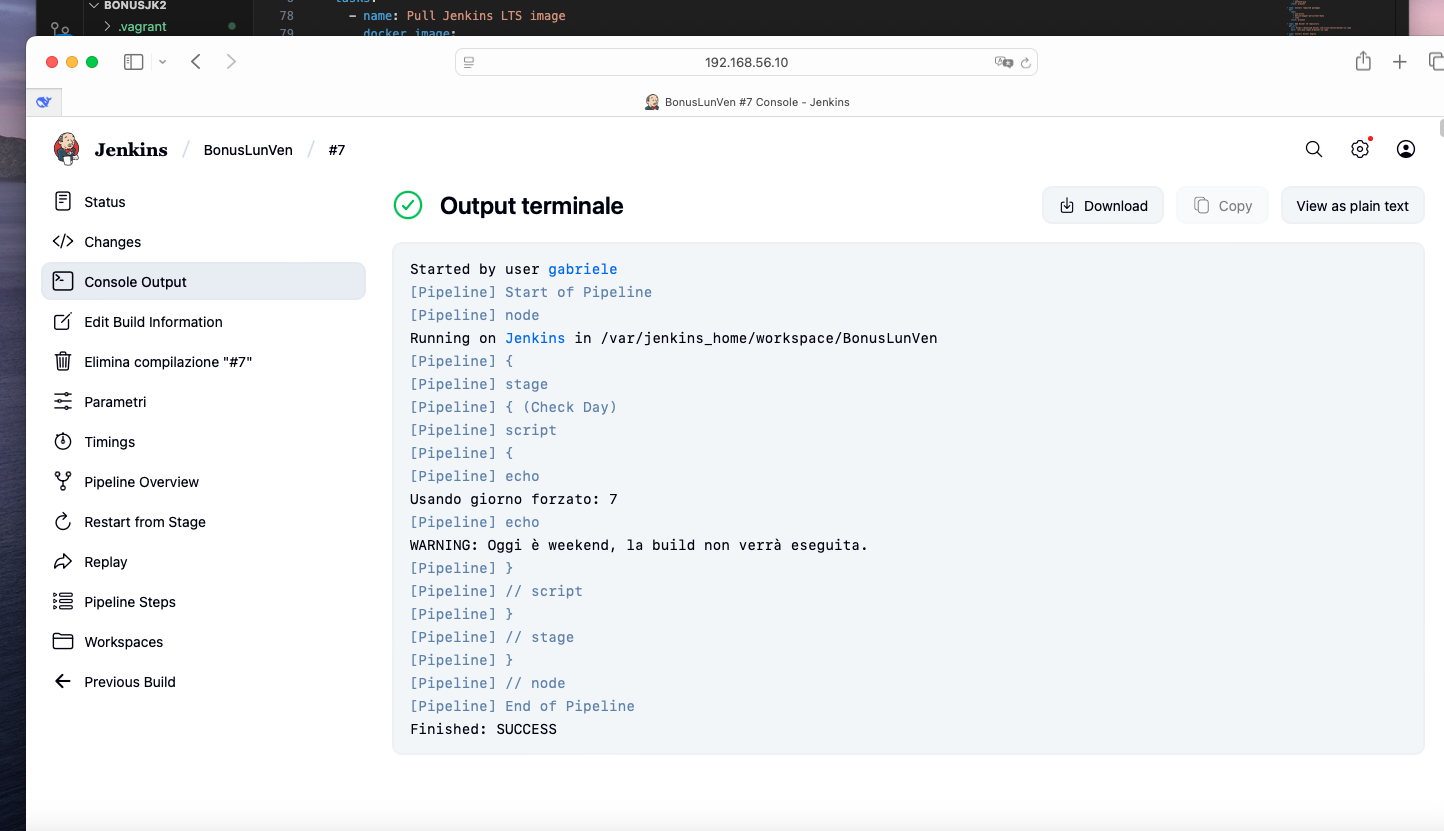 BONUSJK2
.vagrant
78
- name: Pull Jenkins LTS image
79
docker_image:
192.168.56.10
BonusLunVen #7 Console - Jenkins
Jenkins / BonusLunVen / #7
Status
Changes
Console Output
Edit Build Information
Elimina compilazione "#7"
Parametri
Timings
Pipeline Overview
Restart from Stage
Replay
Pipeline Steps
Workspaces
Previous Build
Output terminale
Download
Copy
View as plain text
Started by user gabriele
[Pipeline] Start of Pipeline
[Pipeline] node
Running on Jenkins in /var/jenkins_home/workspace/BonusLunVen
[Pipeline] {
[Pipeline] stage
[Pipeline] { (Check Day)
[Pipeline] script
[Pipeline] {
[Pipeline] echo
Usando giorno forzato: 7
[Pipeline] echo
WARNING: Oggi è weekend, la build non verrà eseguita.
[Pipeline] }
[Pipeline] // script
[Pipeline] }
[Pipeline] // stage
[Pipeline] }
[Pipeline] // node
[Pipeline] End of Pipeline
Finished: SUCCESS